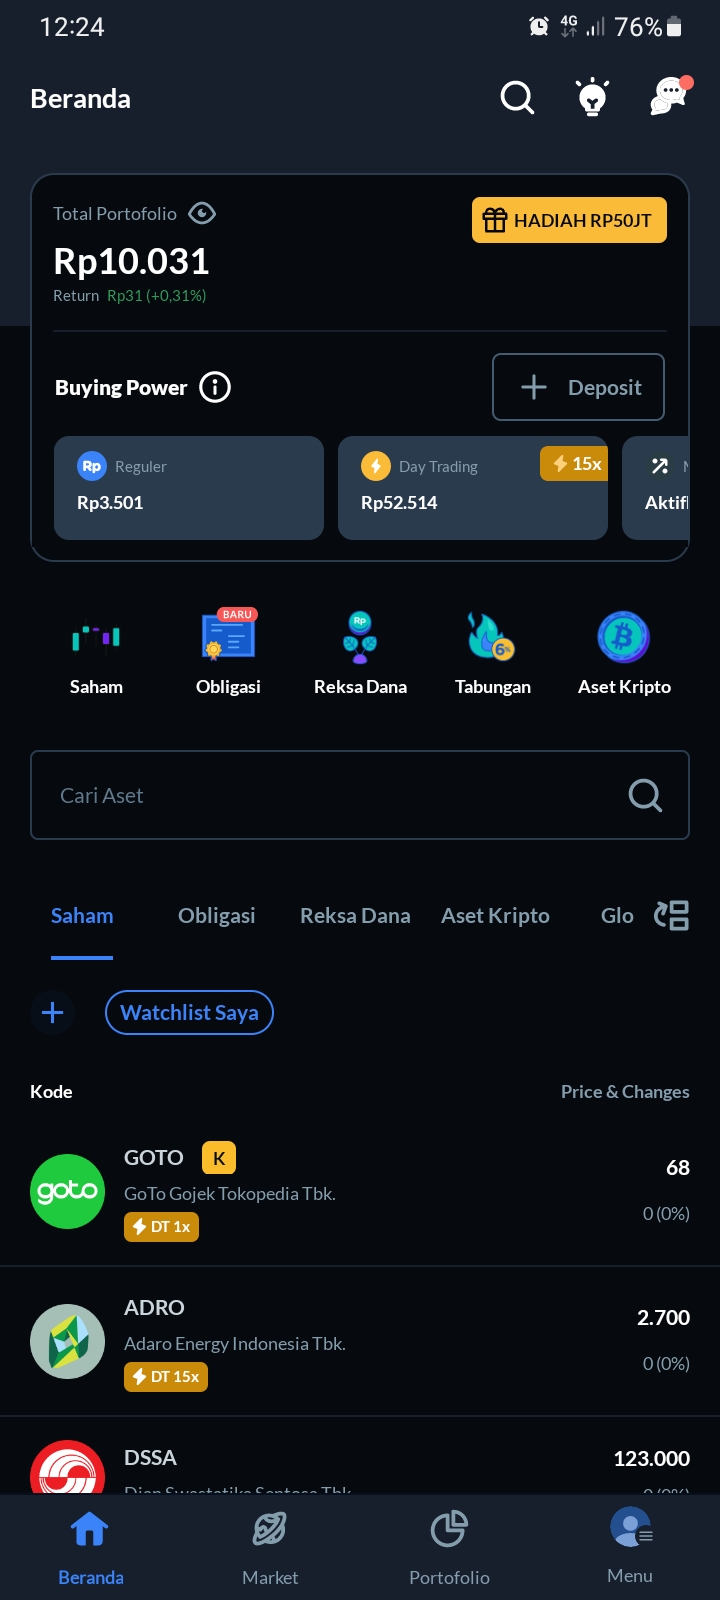 12:24
4G
76%
Beranda
Total Portofolio
HADIAH RP50JT
Rp10.031
Return Rp31 (+0,31%)
Buying Power
Deposit
Rp Reguler
Rp3.501
Day Trading
15x
Rp52.514
BARU
Rp
6%
Saham
Obligasi
Reksa Dana
Tabungan
Aset Kripto
Cari Aset
Saham
Obligasi
Reksa Dana
Aset Kripto
Glo
Watchlist Saya
Kode
Price & Changes
GOTO K
68
goto
GoTo Gojek Tokopedia Tbk.
0 (0%)
DT 1x
ADRO
2.700
Adaro Energy Indonesia Tbk.
0 (0%)
DT 15x
DSSA
123.000
Beranda
Market
Portofolio
Menu